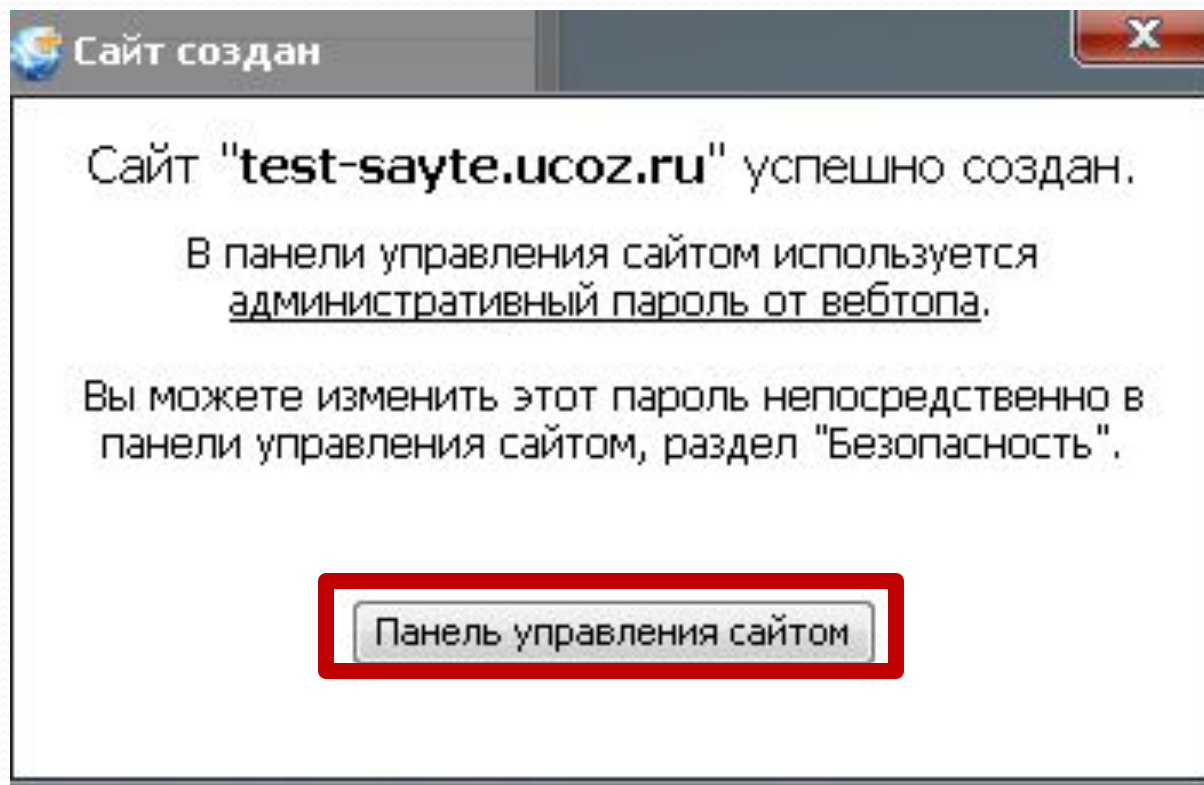 Сайт создан
Сайт "test-sayte.ucoz.ru" успешно создан.
В панели управления сайтом используется
административный пароль от вебтопа.
Вы можете изменить этот пароль непосредственно в
панели управления сайтом, раздел "Безопасность".
Панель управления сайтом